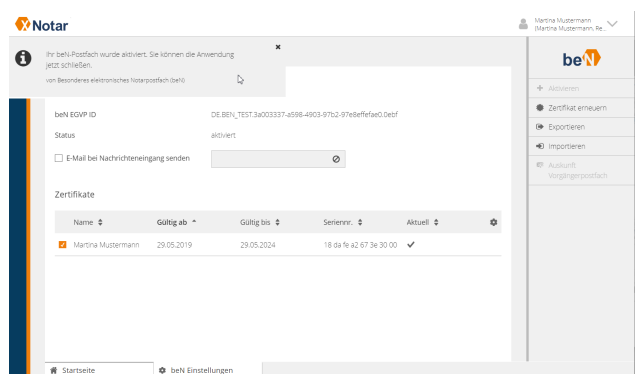 XNotar
Martina Mustermann
(Martina Mustermann, Re...
Ihr beN-Postfach wurde aktiviert. Sie können die Anwendung
jetzt schließen.
von Besonderes elektronisches Notarpostfach (beN)
beN
Aktivieren
Zertifikat erneuern
Exportieren
Importieren
Auskunft
Vorgängerpostfach
beN EGVP ID DE.BEN_TEST.3a003337-a598-4903-97b2-97e8effefae0.0ebf
Status aktiviert
E-Mail bei Nachrichteneingang senden
Zertifikate
Name Gültig ab Gültig bis Seriennr. Aktuell
Martina Mustermann 29.05.2019 29.05.2024 18 da fe a2 67 3e 30 00
Startseite beN Einstellungen